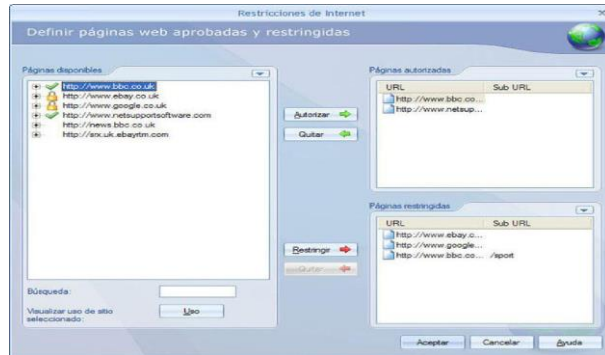 Restricciones de Internet
Definir páginas web aprobadas y restringidas
Páginas disponibles
http://www.bbc.co.uk
http://www.ebay.co.uk
http://www.google.co.uk
http://www.netsupportsoftware.com
http://news.bbc.co.uk
http://srx.uk.ebayrtm.com
Búsqueda:
Visualizar uso de sitio
seleccionado:
Uso
Autorizar
Quitar
Restringir
Quitar
Páginas autorizadas
URL Sub URL
http://www.bbc.co...
http://www.netsup...
Páginas restringidas
URL Sub URL
http://www.ebay.c...
http://www.google...
http://www.bbc.co... /sport
Aceptar Cancelar Ayuda